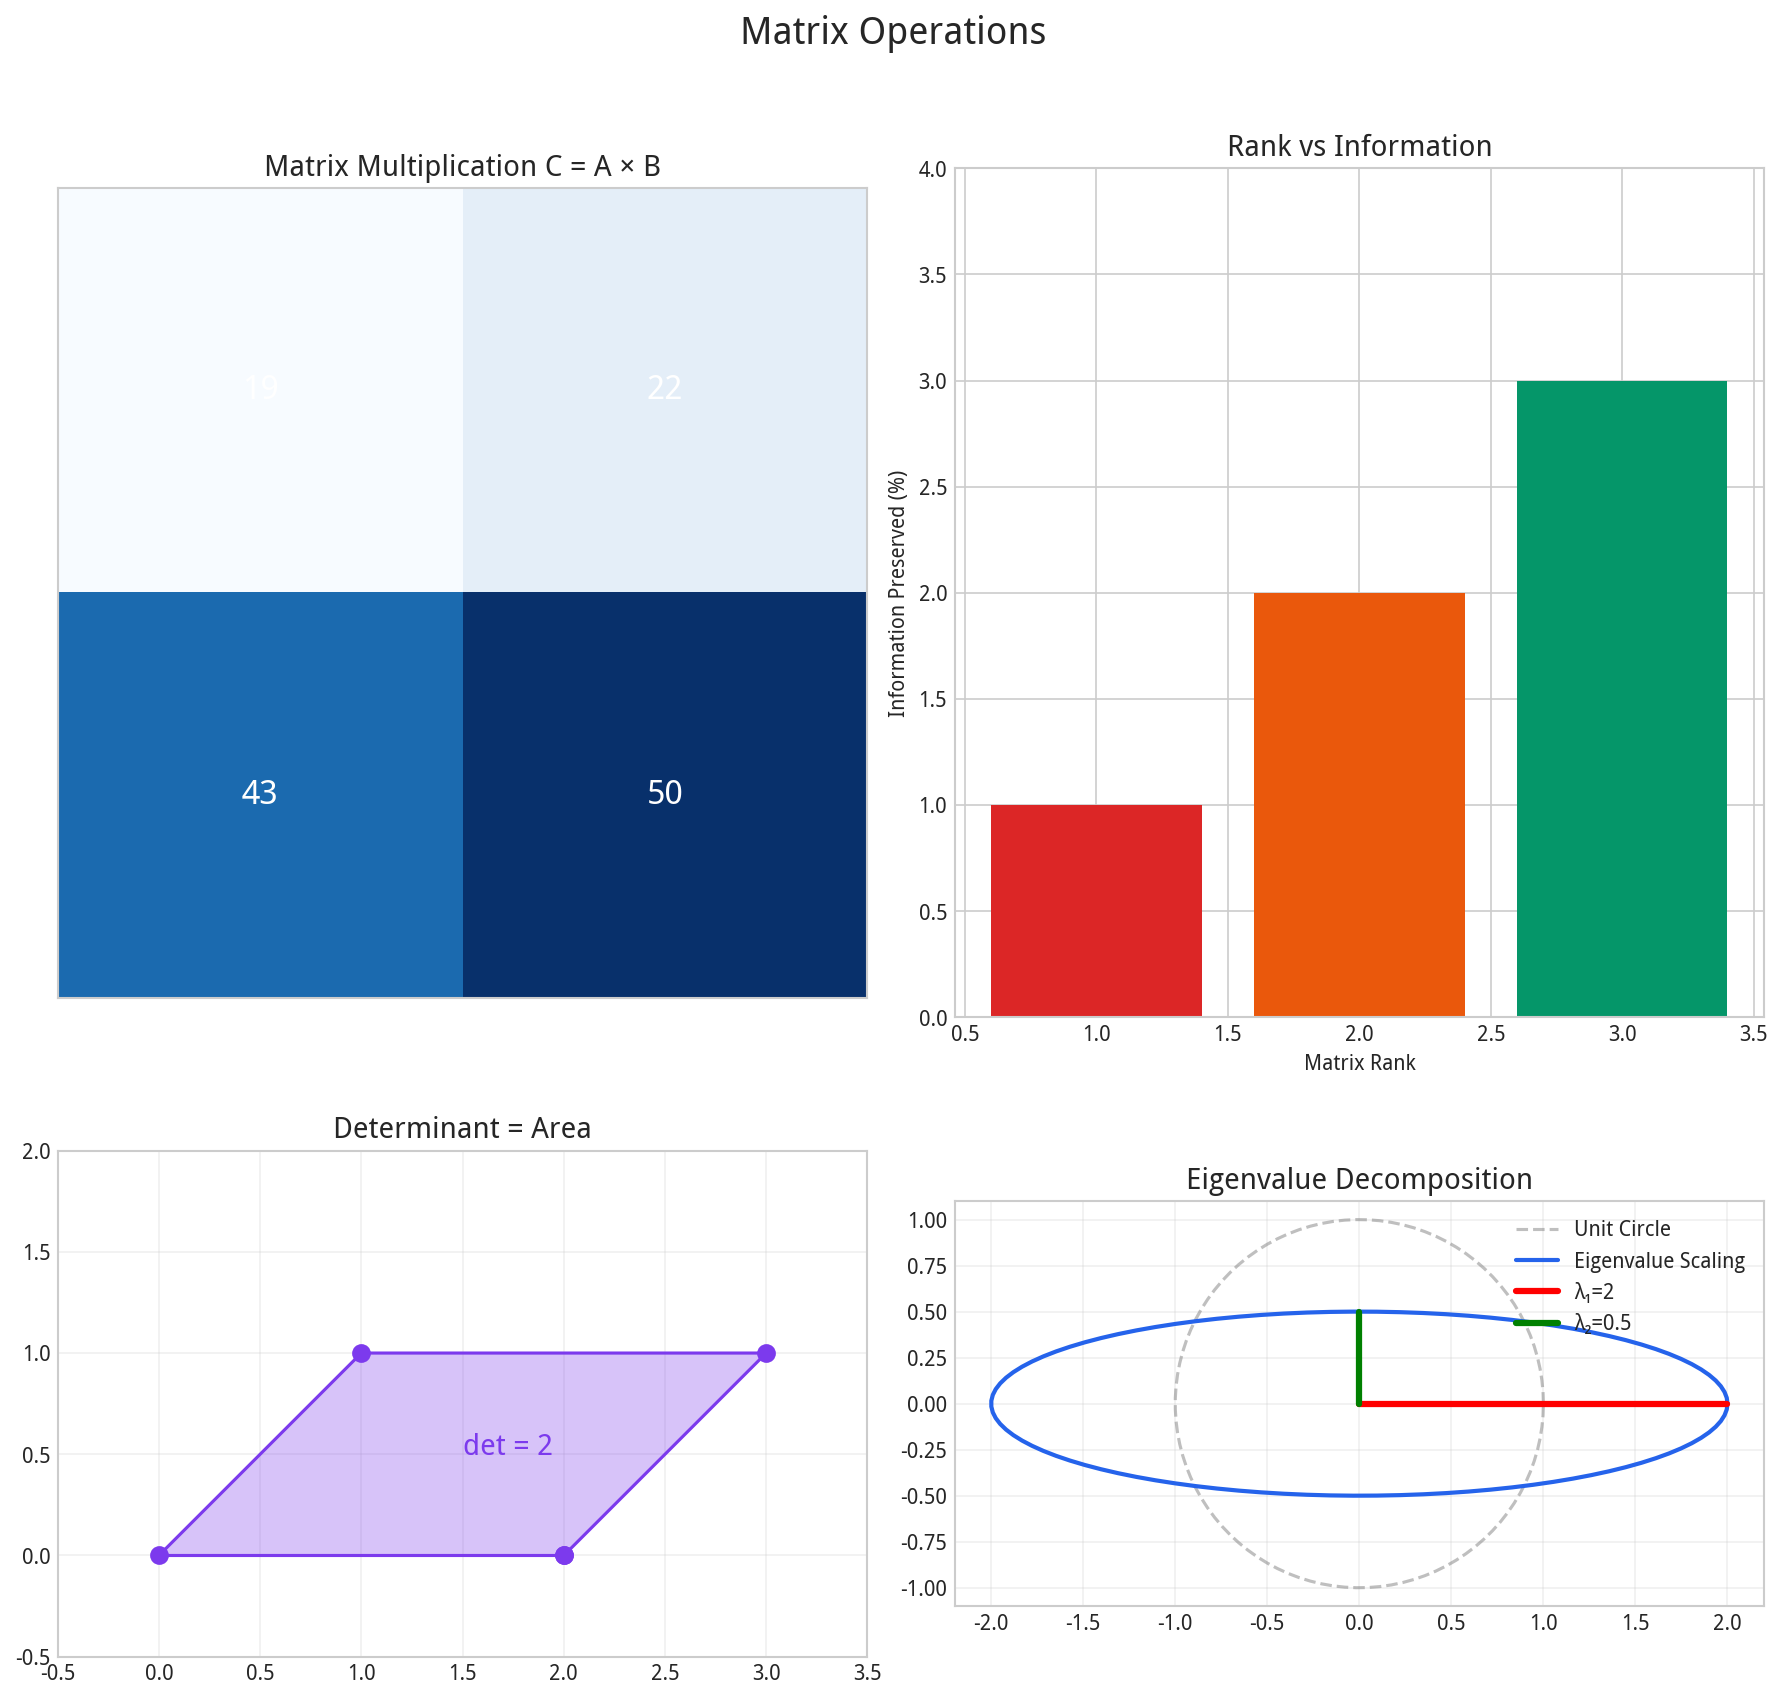 Matrix Operations
Matrix Multiplication C = A × B
19
22
43
50
Rank vs Information
4.0
3.5
3.0
2.5
2.0
1.5
1.0
0.5
0.0
Information Preserved (%)
0.5 1.0 1.5 2.0 2.5 3.0 3.5
Matrix Rank
Determinant = Area
2.0
1.5
1.0
0.5
0.0
-0.5
det = 2
-0.5 0.0 0.5 1.0 1.5 2.0 2.5 3.0 3.5
Eigenvalue Decomposition
1.00
0.75
0.50
0.25
0.00
-0.25
-0.50
-0.75
-1.00
Unit Circle
Eigenvalue Scaling
λ₁=2
λ₂=0.5
-2.0 -1.5 -1.0 -0.5 0.0 0.5 1.0 1.5 2.0